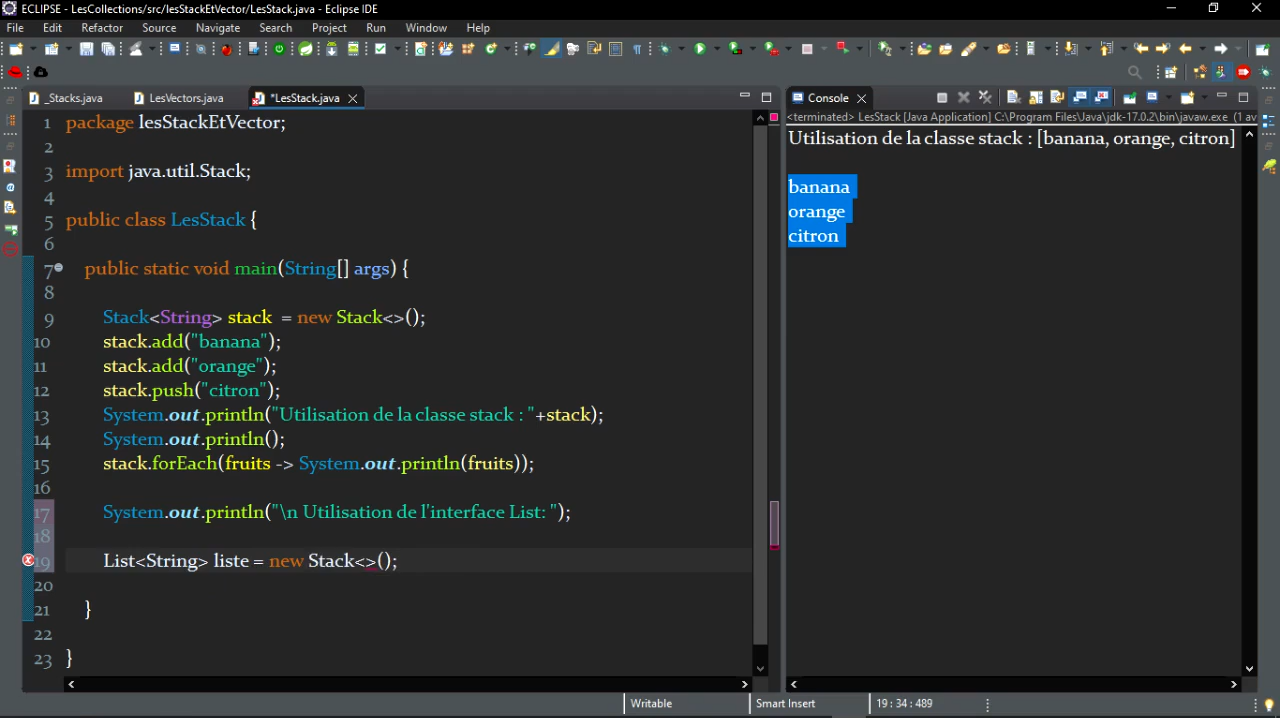 ECLIPSE - LesCollections/src/lesStackEtVector/LesStack.java - Eclipse IDE
File Edit Refactor Source Navigate Search Project Run Window Help
_Stacks.java LesVectors.java *LesStack.java
1 package lesStackEtVector;
2
3 import java.util.Stack;
4
5 public class LesStack {
6
7 public static void main(String[] args) {
8
9 Stack<String> stack = new Stack<>();
10 stack.add("banana");
11 stack.add("orange");
12 stack.push("citron");
13 System.out.println("Utilisation de la classe stack : "+stack);
14 System.out.println();
15 stack.forEach(fruits -> System.out.println(fruits));
16
17 System.out.println("\n Utilisation de l'interface List: ");
18
19 List<String> liste = new Stack<>();
20
21 }
22
23 }
Console
<terminated> LesStack [Java Application] C:\Program Files\Java\jdk-17.0.2\bin\javaw.exe (1 av
Utilisation de la classe stack : [banana, orange, citron]
banana
orange
citron
Writable Smart Insert 19 : 34 : 489